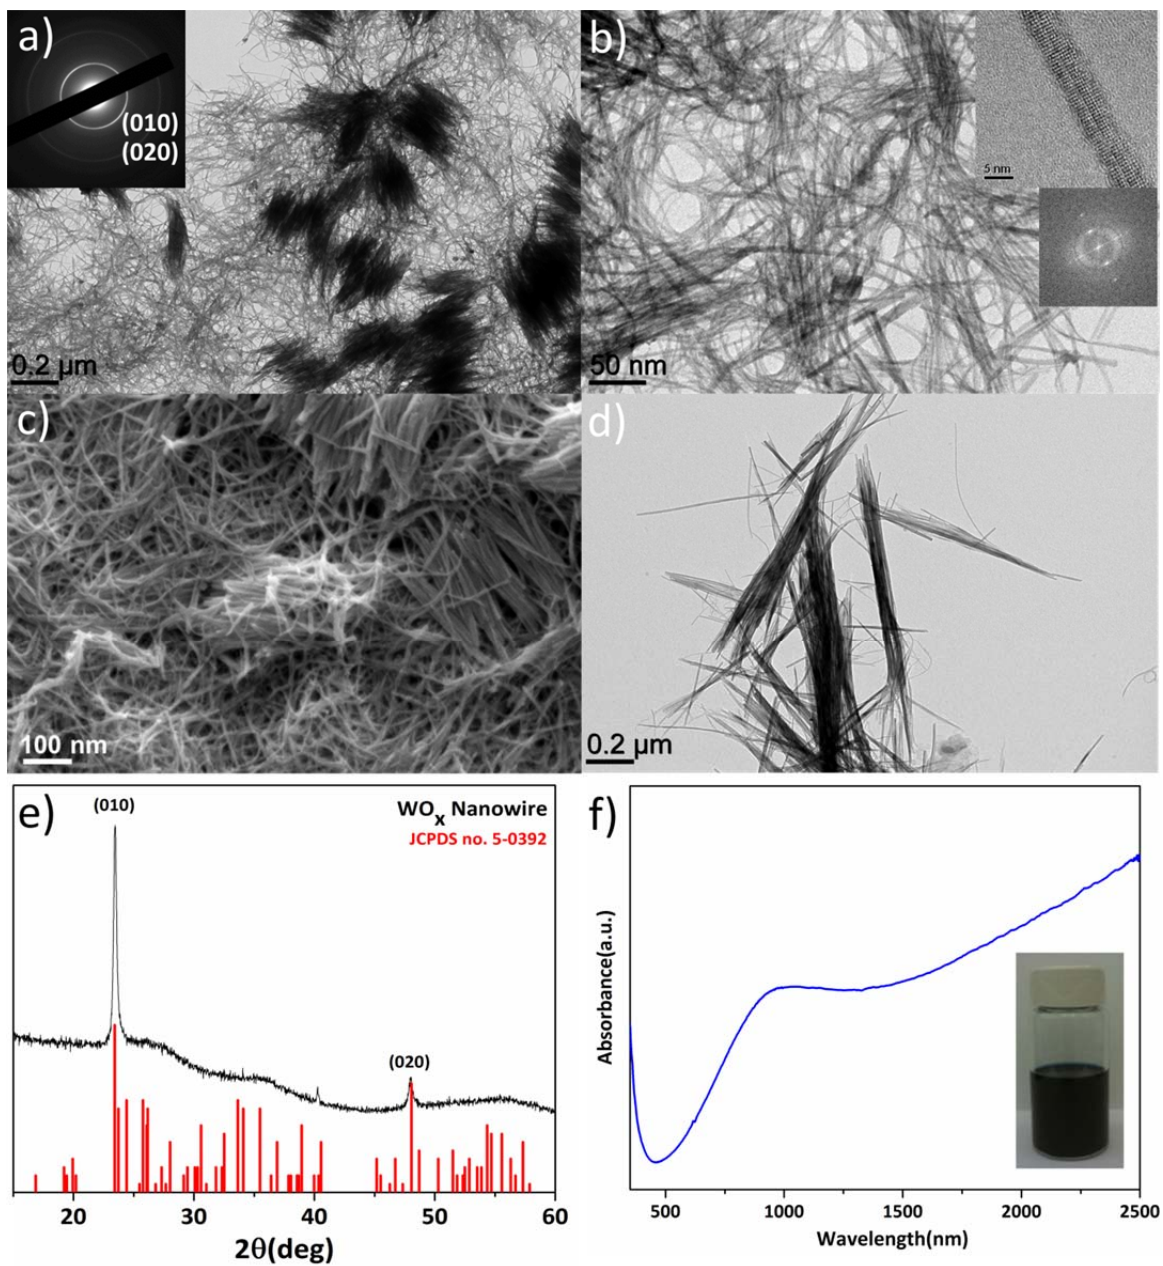 a)
(010)
(020)
0.2 µm
b)
5 nm
50 nm
c)
100 nm
d)
0.2 µm
e)
(010)
WOx Nanowire
JCPDS no. 5-0392
(020)
20 30 40 50 60
2θ(deg)
f)
Absorbance(a.u.)
500 1000 1500 2000 2500
Wavelength(nm)